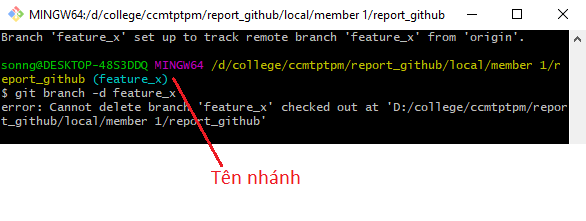 MINGW64:/d/college/ccmtptpm/report_github/local/member 1/report_github
Branch 'feature_x' set up to track remote branch 'feature_x' from 'origin'.
sonng@DESKTOP-48S3DDQ MINGW64 /d/college/ccmtptpm/report_github/local/member 1/r
eport_github (feature_x)
$ git branch -d feature_x
error: Cannot delete branch 'feature_x' checked out at 'D:/college/ccmtptpm/repor
t_github/local/member 1/report_github'
Tên nhánh